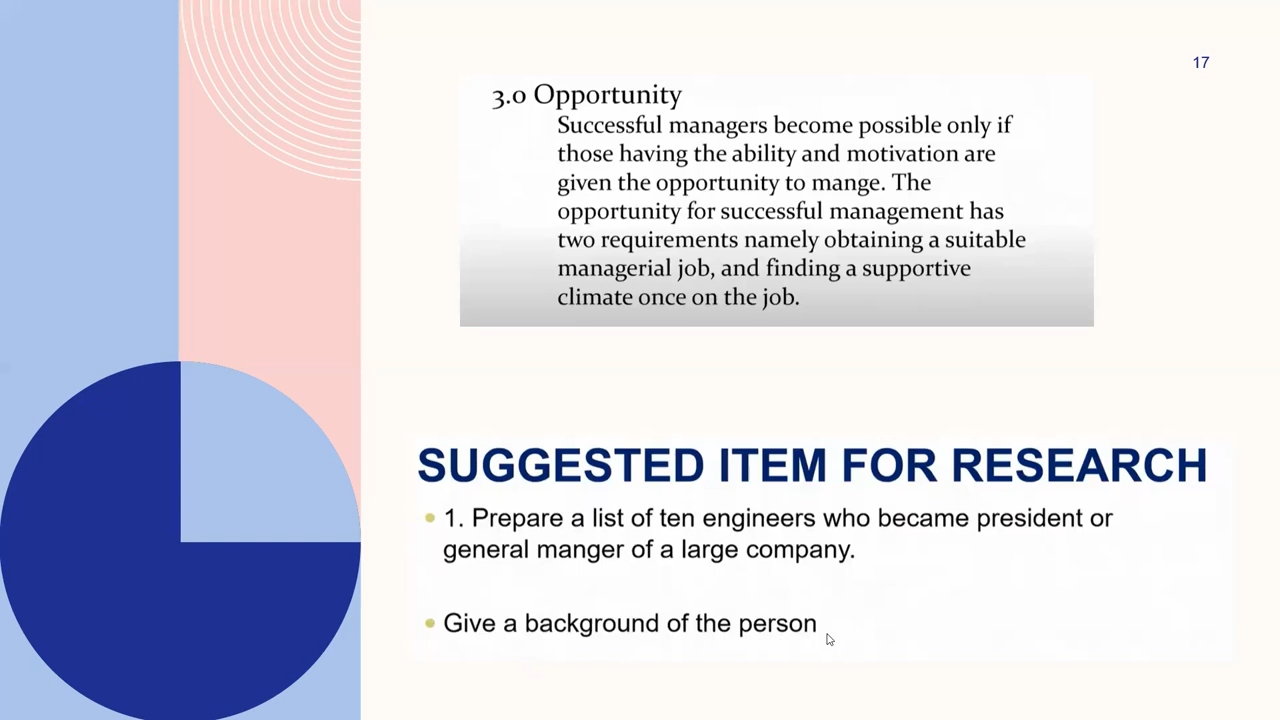 17
3.0 Opportunity
Successful managers become possible only if
those having the ability and motivation are
given the opportunity to mange. The
opportunity for successful management has
two requirements namely obtaining a suitable
managerial job, and finding a supportive
climate once on the job.
SUGGESTED ITEM FOR RESEARCH
• 1. Prepare a list of ten engineers who became president or
general manger of a large company.
• Give a background of the person